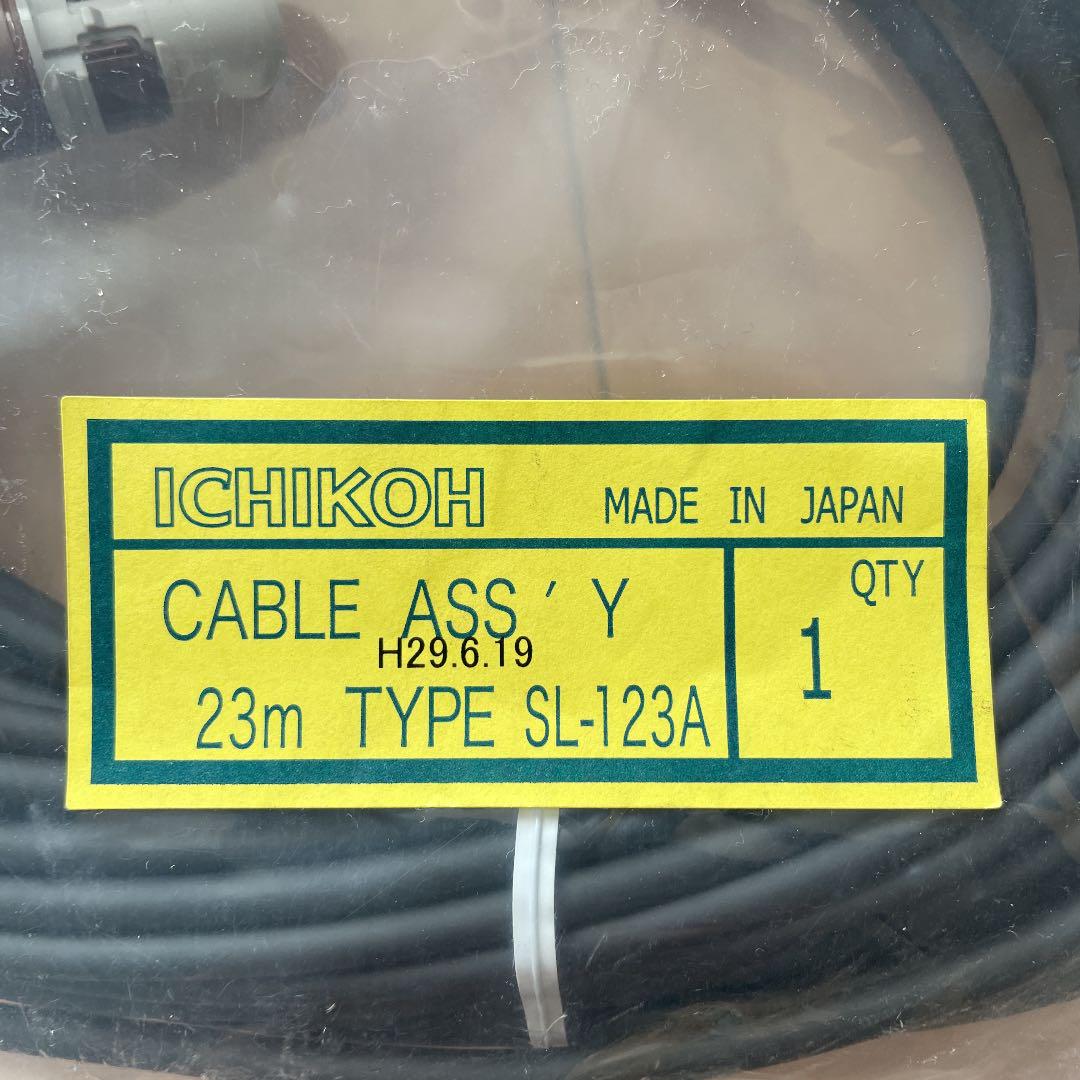 ICHIKOH
MADE IN JAPAN
CABLE ASS'Y
QTY
H29.6.19
1
23m TYPE SL-123A